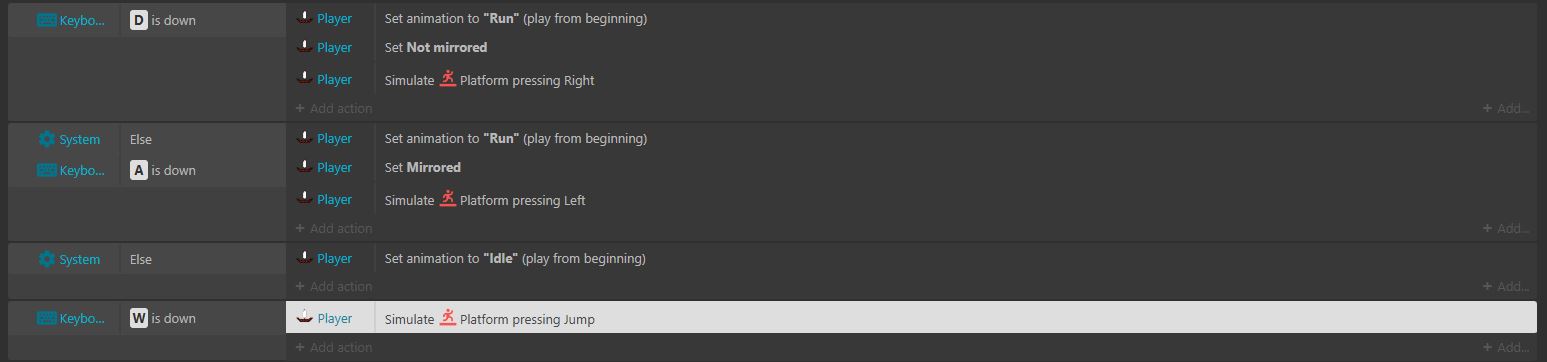 Keybo... D is down Player Set animation to "Run" (play from beginning)
Player Set Not mirrored
Player Simulate Platform pressing Right
+ Add action + Add...
System Else Player Set animation to "Run" (play from beginning)
Keybo... A is down Player Set Mirrored
Player Simulate Platform pressing Left
+ Add action + Add...
System Else Player Set animation to "Idle" (play from beginning)
+ Add action + Add...
Keybo... W is down Player Simulate Platform pressing Jump
+ Add action + Add...